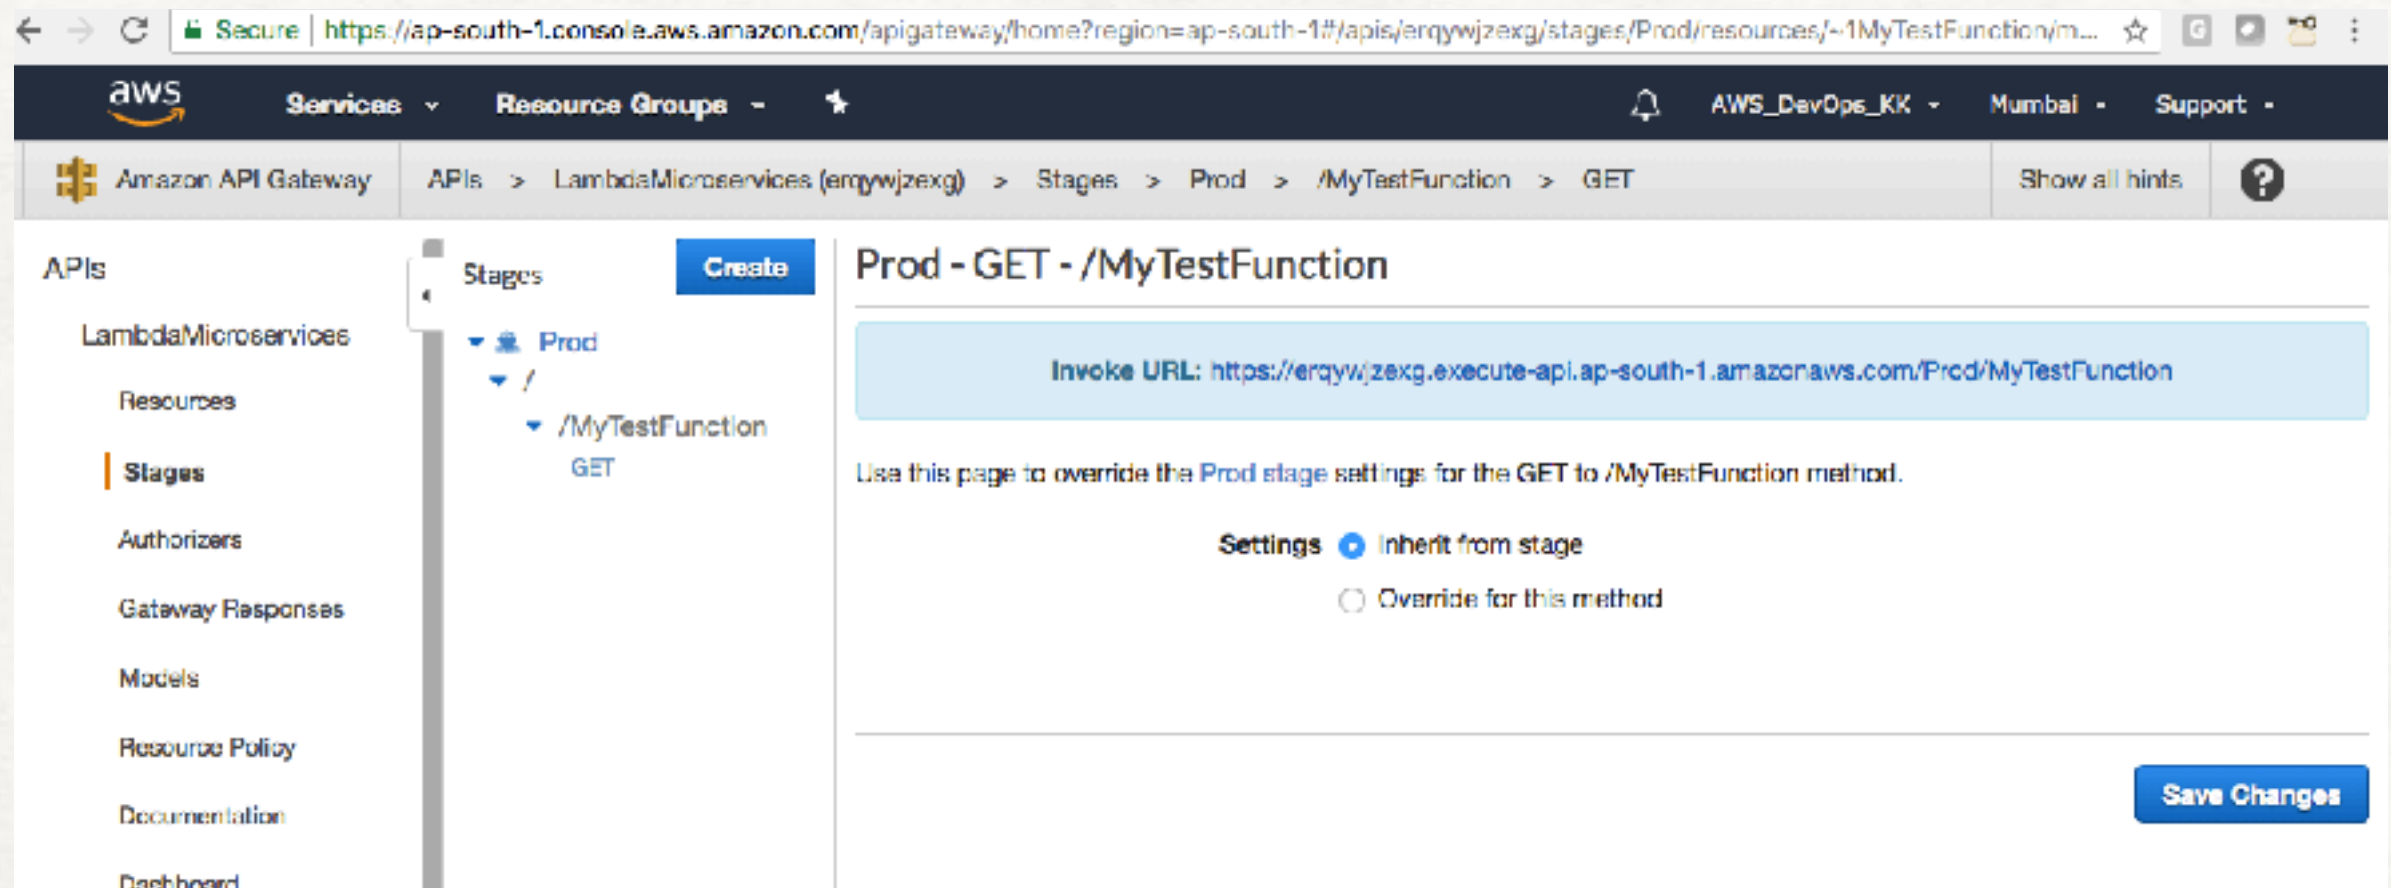 Secure | https://ap-south-1.console.aws.amazon.com/apigateway/home?region=ap-south-1#/apis/erqywjzexg/stages/Prod/resources/~1MyTestFunction/m...
aws Services Resource Groups AWS_DevOps_KK Mumbai Support
Amazon API Gateway APIs > LambdaMicroservices (erqywjzexg) > Stages > Prod > /MyTestFunction > GET Show all hints ?
APIs
LambdaMicroservices
Resources
Stages
Authorizers
Gateway Responses
Models
Resource Policy
Documentation
Dashboard
Stages Create
Prod
/
/MyTestFunction
GET
Prod - GET - /MyTestFunction
Invoke URL: https://erqywjzexg.execute-api.ap-south-1.amazonaws.com/Prod/MyTestFunction
Use this page to override the Prod stage settings for the GET to /MyTestFunction method.
Settings Inherit from stage
Override for this method
Save Changes